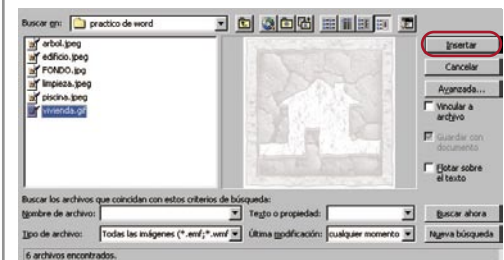 Buscar en: practico de word
arbol.jpeg
edificio.jpeg
FONDO.jpg
limpieza.jpeg
piscina.jpeg
vivienda.gif
Insertar
Cancelar
Avanzada...
Vincular a
archivo
Guardar con
documento
Flotar sobre
el texto
Buscar los archivos que coincidan con estos criterios de búsqueda:
Nombre de archivo: Texto o propiedad: Buscar ahora
Tipo de archivo: Todas las imágenes (*.emf;*.wmf Última modificación: cualquier momento Nueva búsqueda
6 archivos encontrados.